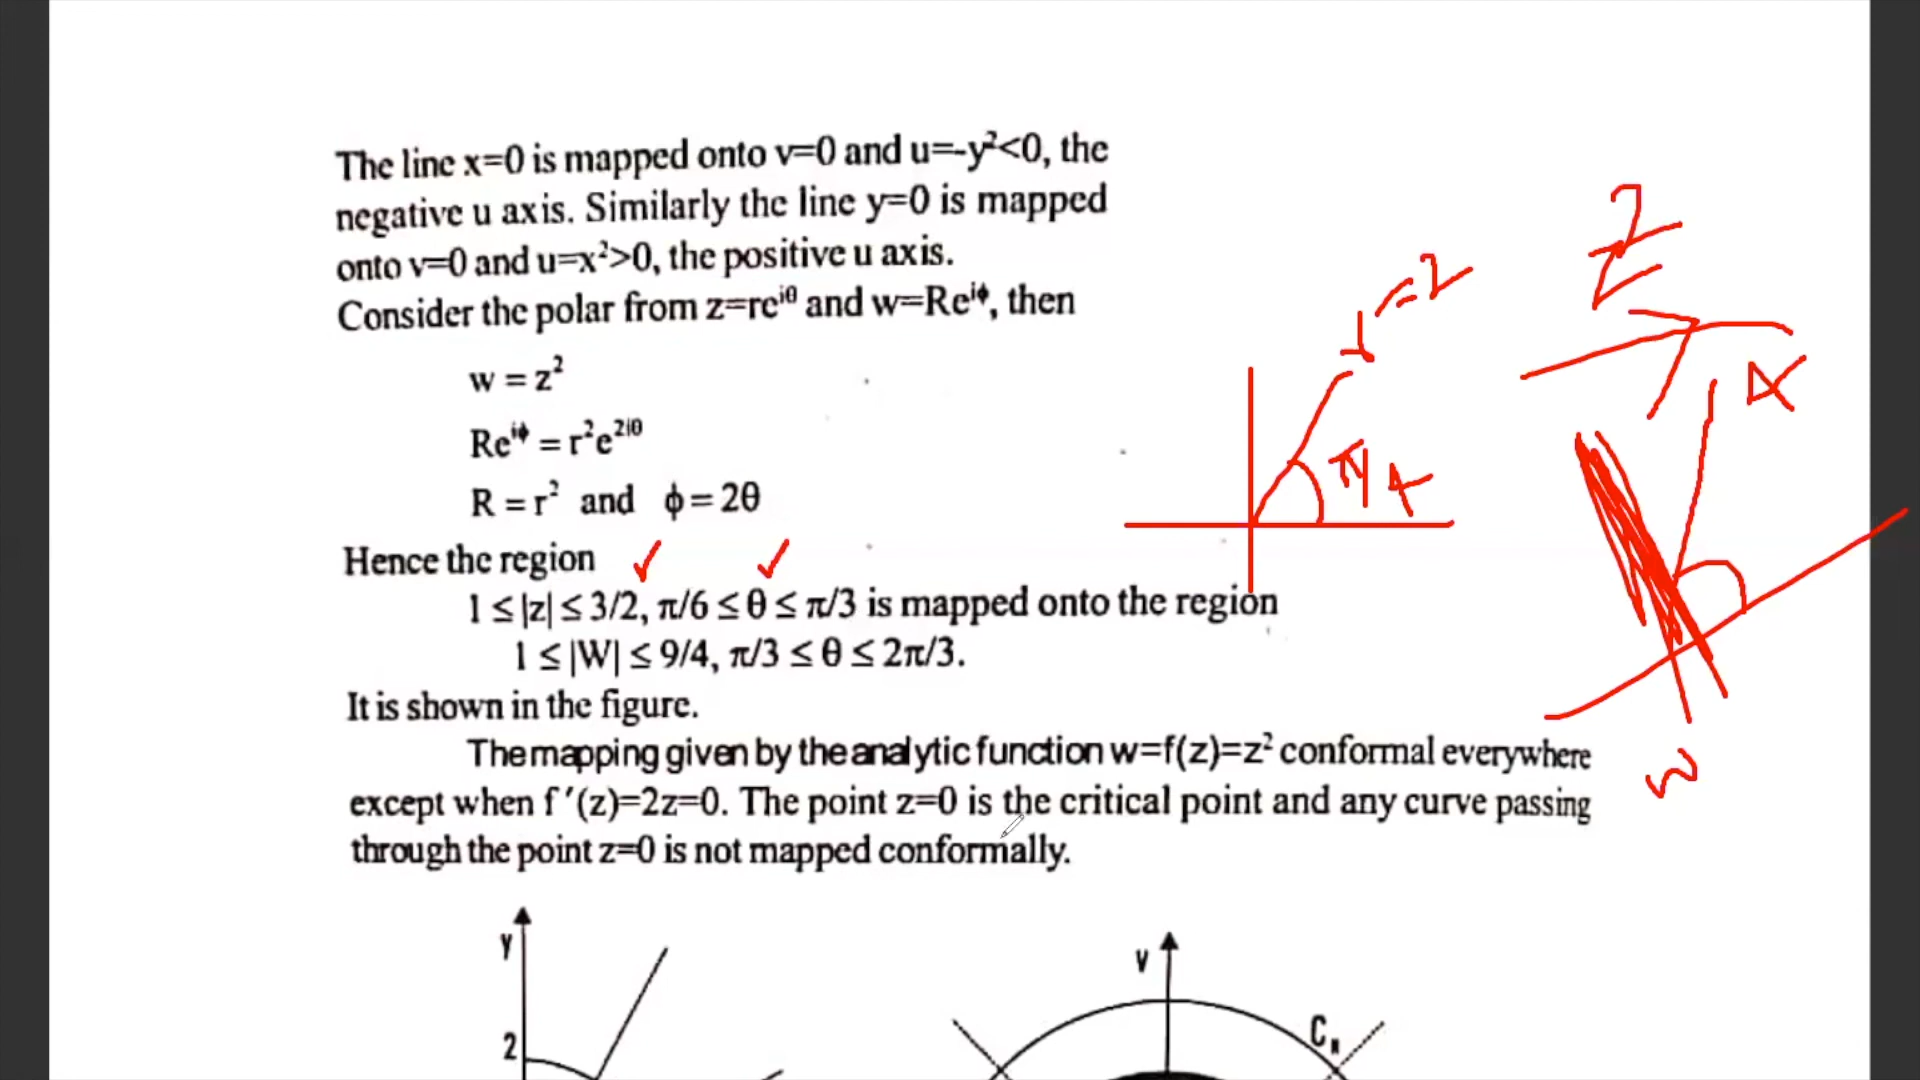 The line x=0 is mapped onto v=0 and u=-y²<0, the
negative u axis. Similarly the line y=0 is mapped
onto v=0 and u=x²>0, the positive u axis.
Consider the polar from z=re^{iθ} and w=Re^{iϕ}, then
w = z²
Re^{iϕ} = r²e^{2iθ}
R = r² and ϕ = 2θ
Hence the region
1 ≤ |z| ≤ 3/2, π/6 ≤ θ ≤ π/3 is mapped onto the region
1 ≤ |W| ≤ 9/4, π/3 ≤ θ ≤ 2π/3.
It is shown in the figure.
The mapping given by the analytic function w=f(z)=z² conformal everywhere
except when f′(z)=2z=0. The point z=0 is the critical point and any curve passing
through the point z=0 is not mapped conformally.
r=2
π/4
z²
4
w
Y
2
V